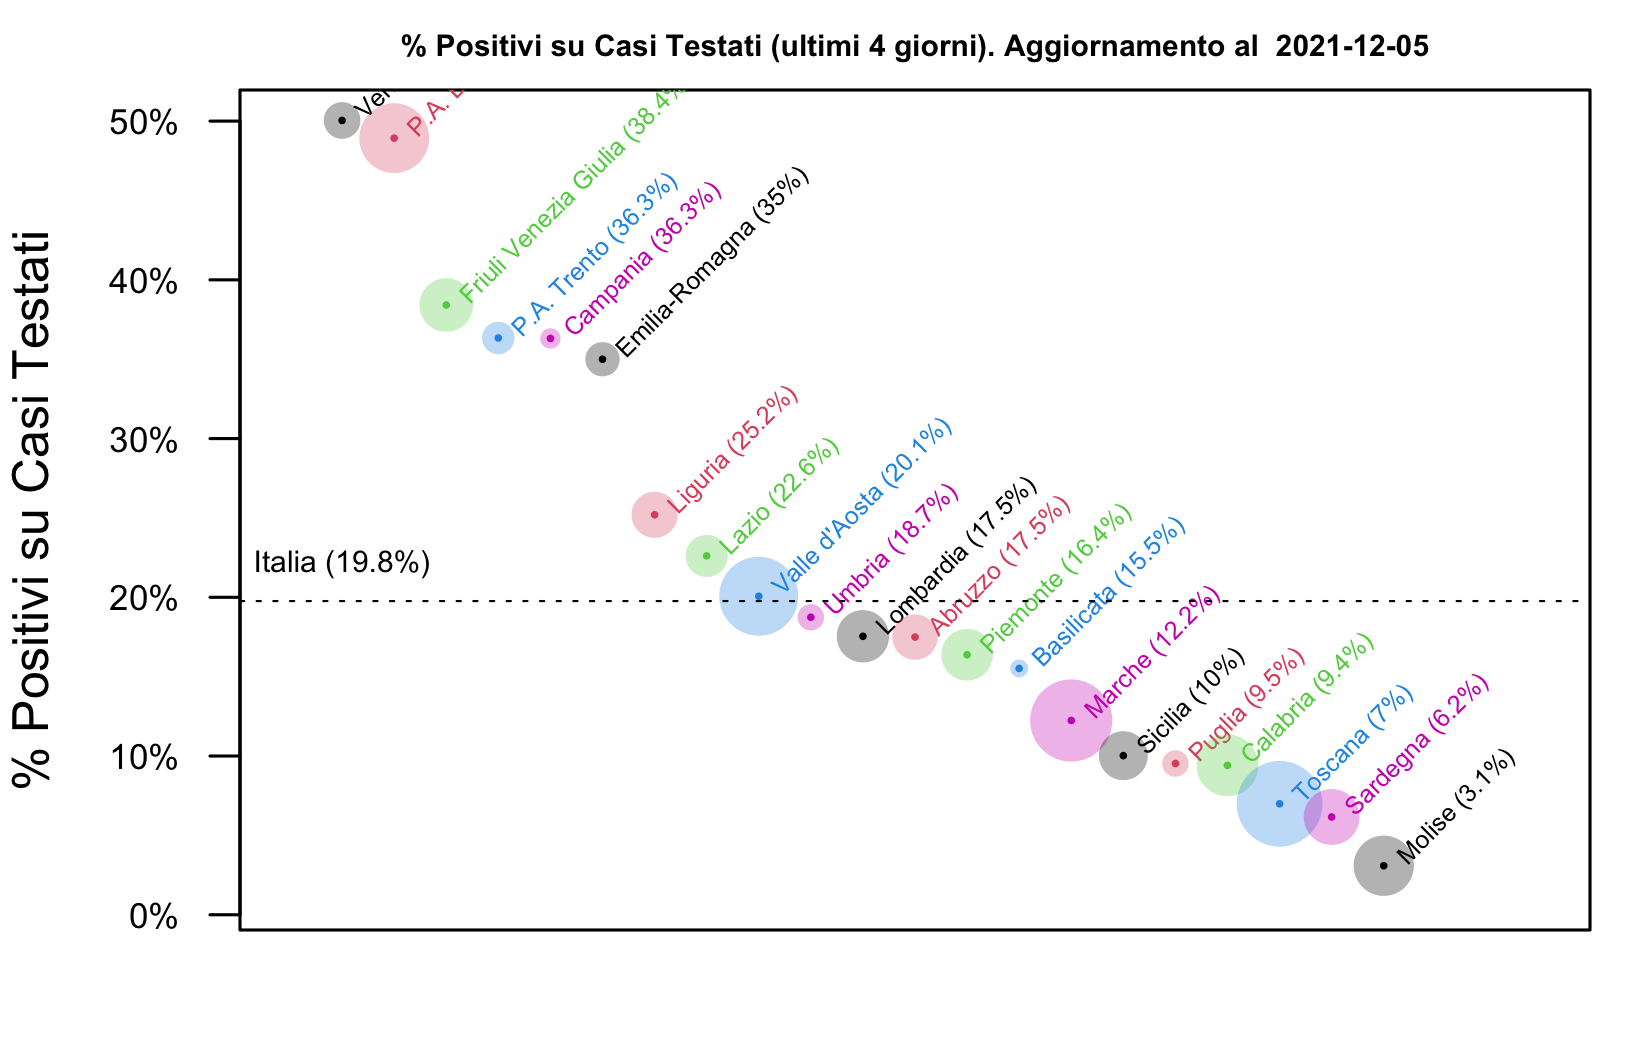 % Positivi su Casi Testati (ultimi 4 giorni). Aggiornamento al  2021-12-05
% Positivi su Casi Testati
50%
40%
30%
20%
10%
0%
Italia (19.8%)
P.A.
Friuli Venezia Giulia (38.4%
P.A. Trento (36.3%)
Campania (36.3%)
Emilia-Romagna (35%)
Liguria (25.2%)
Lazio (22.6%)
Valle d'Aosta (20.1%)
Umbria (18.7%)
Lombardia (17.5%)
Abruzzo (17.5%)
Piemonte (16.4%)
Basilicata (15.5%)
Marche (12.2%)
Sicilia (10%)
Puglia (9.5%)
Calabria (9.4%)
Toscana (7%)
Sardegna (6.2%)
Molise (3.1%)